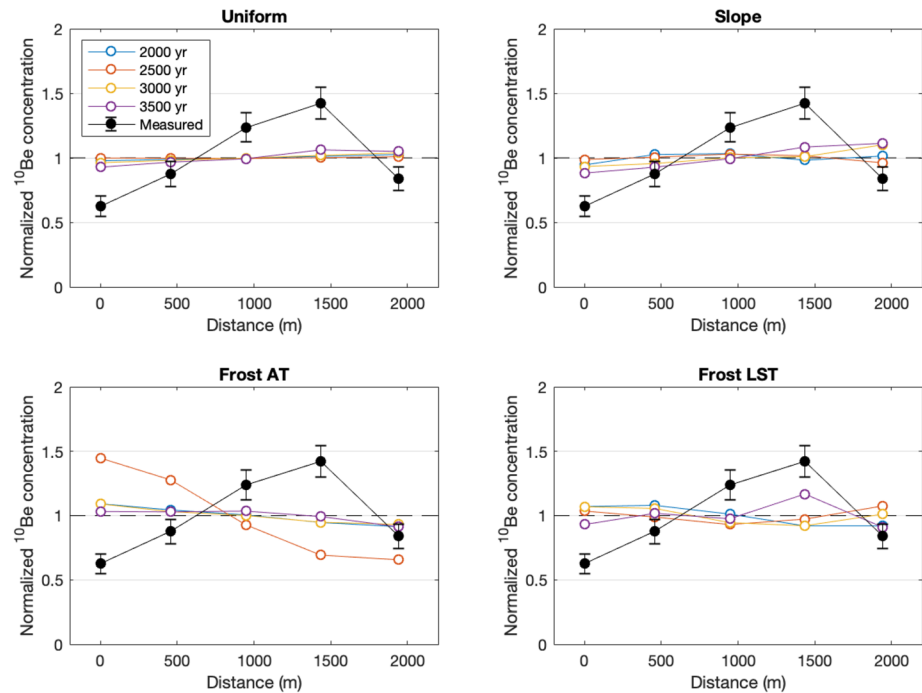 Uniform
Normalized ¹⁰Be concentration
2
1.5
1
0.5
0
2000 yr
2500 yr
3000 yr
3500 yr
Measured
0 500 1000 1500 2000
Distance (m)
Slope
Normalized ¹⁰Be concentration
2
1.5
1
0.5
0
0 500 1000 1500 2000
Distance (m)
Frost AT
Normalized ¹⁰Be concentration
2
1.5
1
0.5
0
0 500 1000 1500 2000
Distance (m)
Frost LST
Normalized ¹⁰Be concentration
2
1.5
1
0.5
0
0 500 1000 1500 2000
Distance (m)